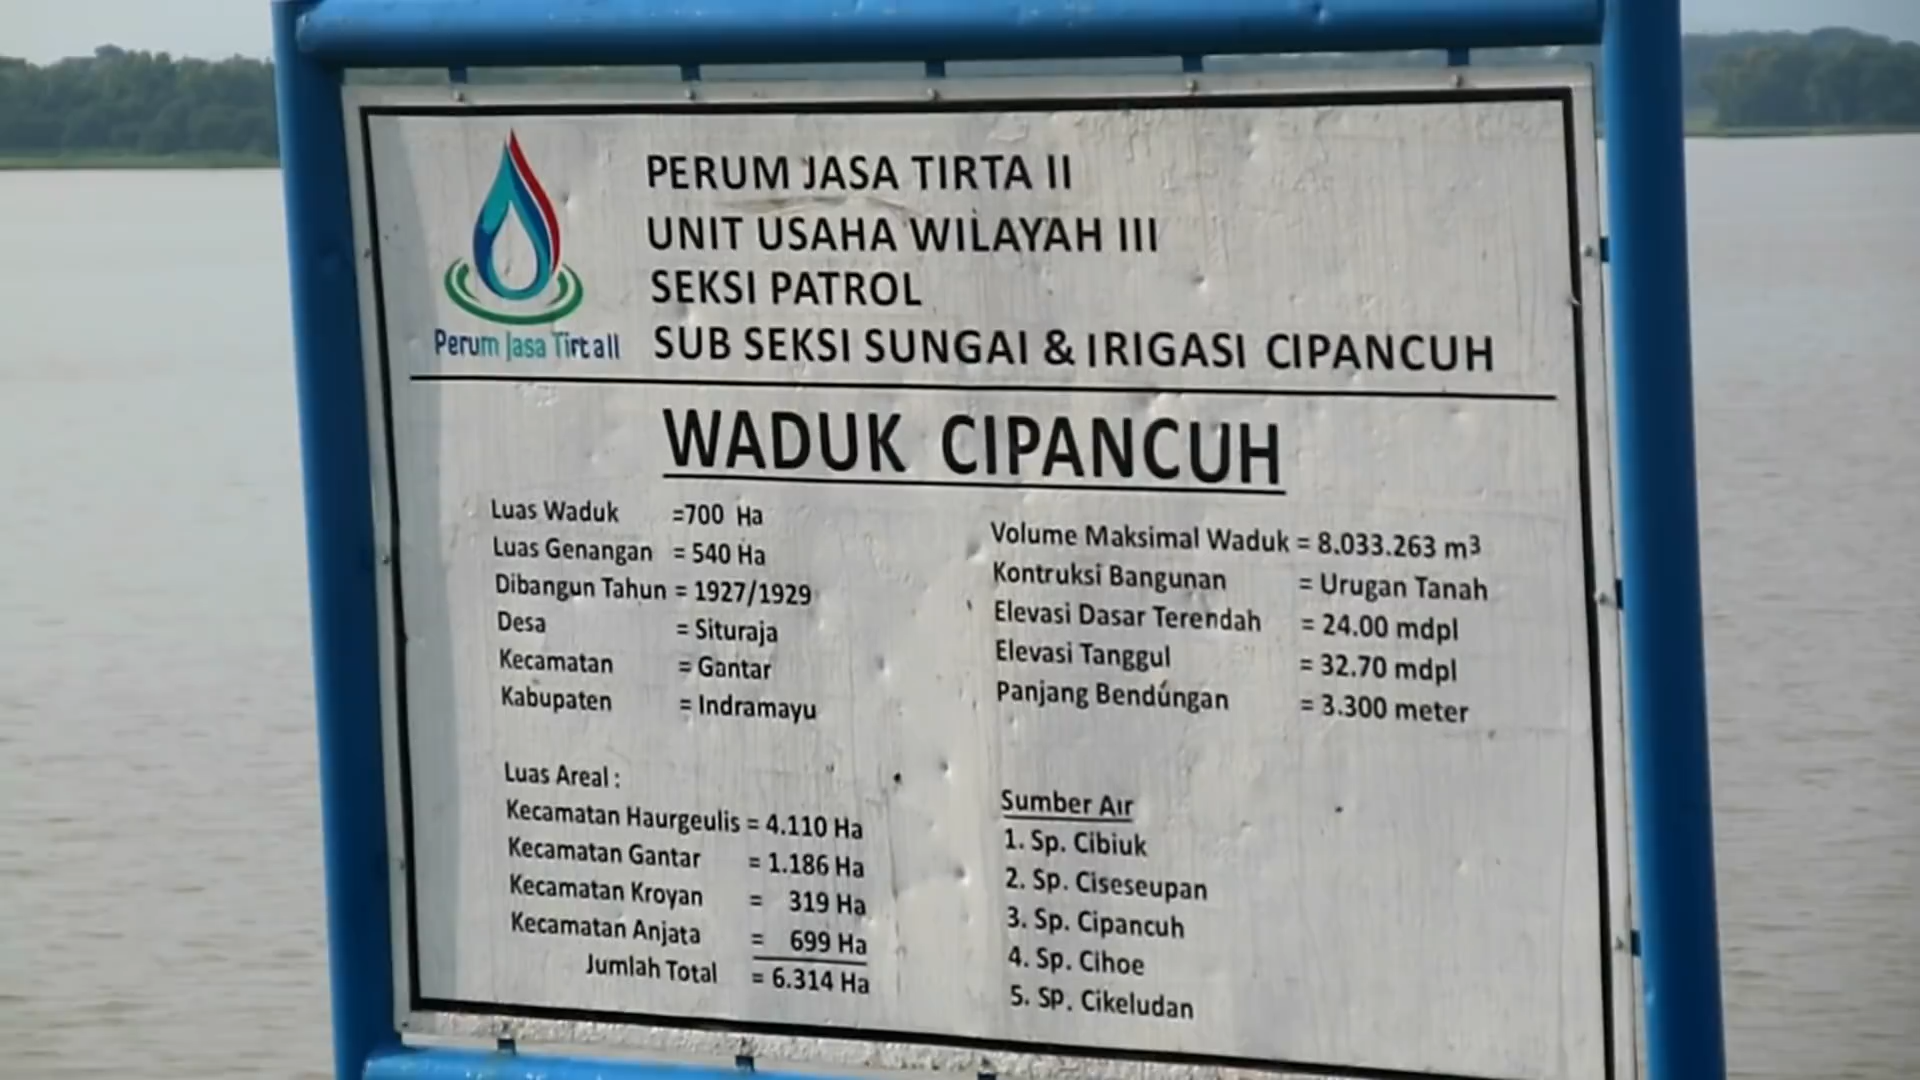 Perum Jasa Tirta II
PERUM JASA TIRTA II
UNIT USAHA WILAYAH III
SEKSI PATROL
SUB SEKSI SUNGAI & IRIGASI CIPANCUH
WADUK CIPANCUH
Luas Waduk =700 Ha
Luas Genangan = 540 Ha
Dibangun Tahun = 1927/1929
Desa = Situraja
Kecamatan = Gantar
Kabupaten = Indramayu
Volume Maksimal Waduk = 8.033.263 m³
Kontruksi Bangunan = Urugan Tanah
Elevasi Dasar Terendah = 24.00 mdpl
Elevasi Tanggul = 32.70 mdpl
Panjang Bendungan = 3.300 meter
Luas Areal :
Kecamatan Haurgeulis = 4.110 Ha
Kecamatan Gantar = 1.186 Ha
Kecamatan Kroyan = 319 Ha
Kecamatan Anjata = 699 Ha
Jumlah Total = 6.314 Ha
Sumber Air
1. Sp. Cibiuk
2. Sp. Ciseseupan
3. Sp. Cipancuh
4. Sp. Cihoe
5. Sp. Cikeludan